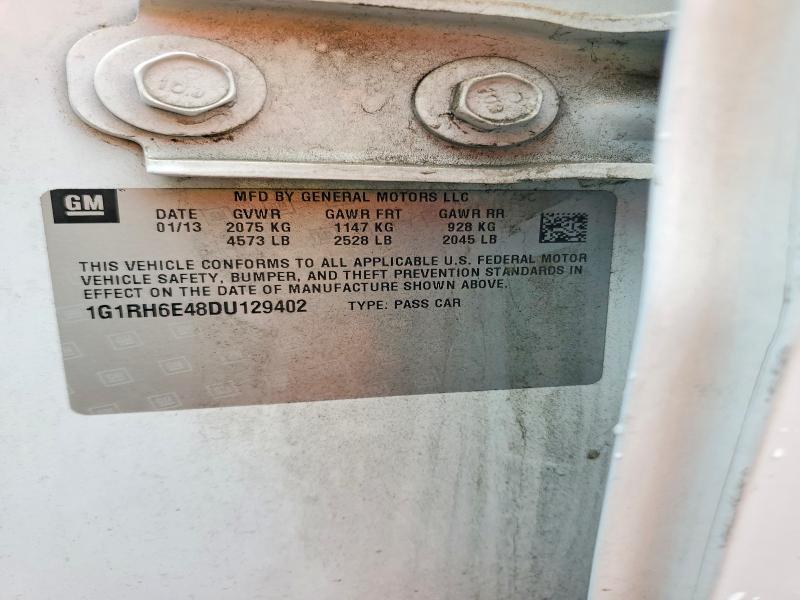 10.9
GM
MFD BY GENERAL MOTORS LLC
DATE GVWR GAWR FRT GAWR RR
01/13 2075 KG 1147 KG 928 KG
4573 LB 2528 LB 2045 LB
THIS VEHICLE CONFORMS TO ALL APPLICABLE U.S. FEDERAL MOTOR
VEHICLE SAFETY, BUMPER, AND THEFT PREVENTION STANDARDS IN
EFFECT ON THE DATE OF MANUFACTURE SHOWN ABOVE.
1G1RH6E48DU129402 TYPE: PASS CAR